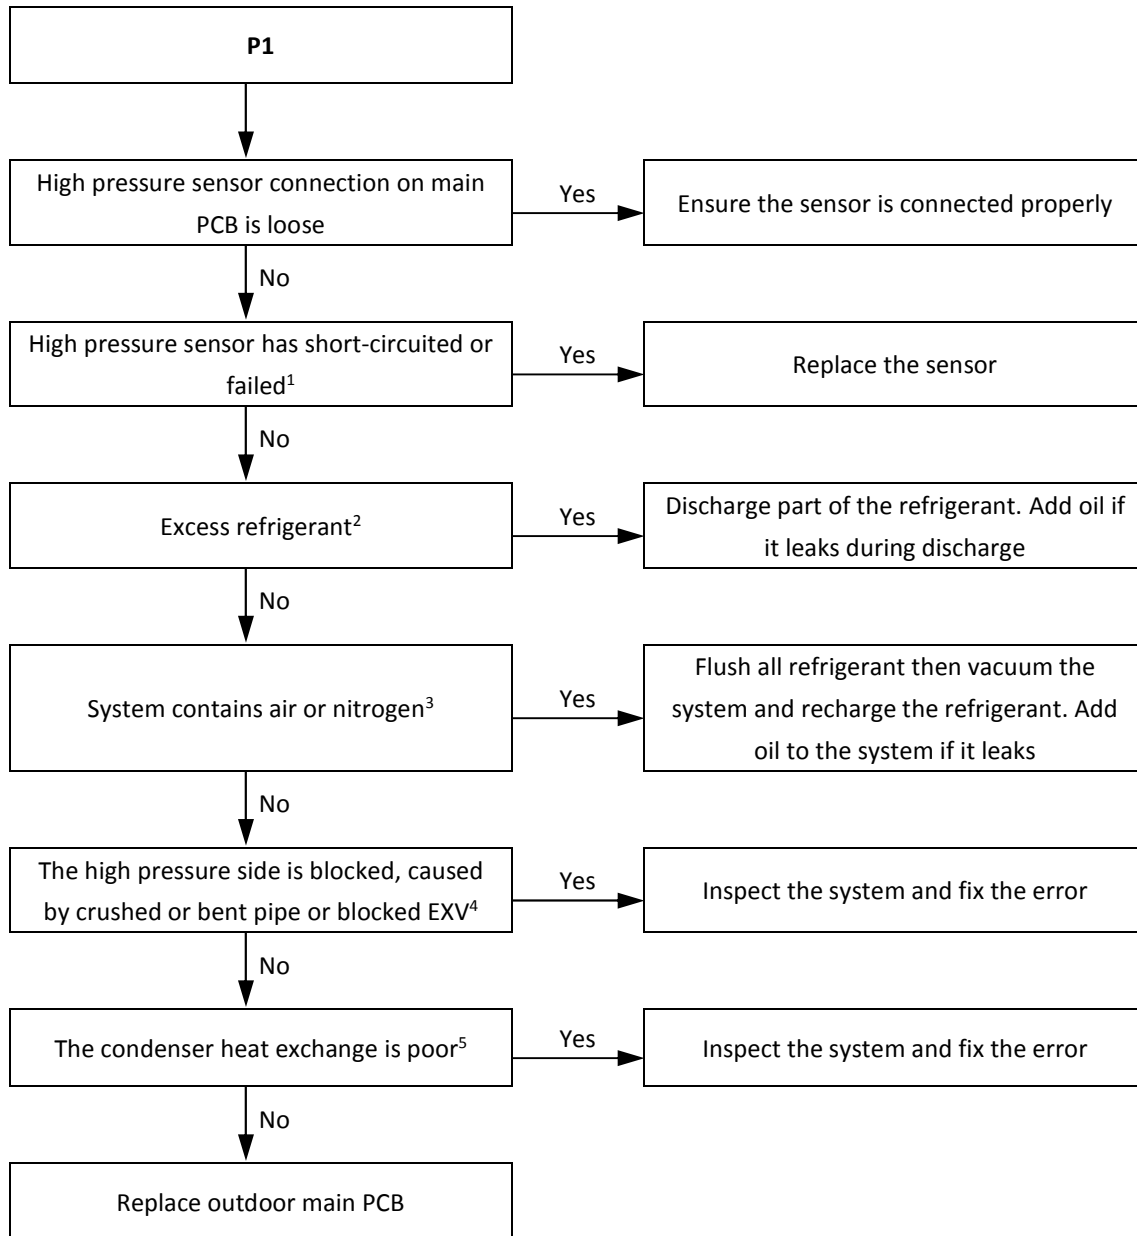 P1
High pressure sensor connection on main
PCB is loose
Yes
Ensure the sensor is connected properly
No
High pressure sensor has short-circuited or
failed¹
Yes
Replace the sensor
No
Excess refrigerant²
Yes
Discharge part of the refrigerant. Add oil if
it leaks during discharge
No
System contains air or nitrogen³
Yes
Flush all refrigerant then vacuum the
system and recharge the refrigerant. Add
oil to the system if it leaks
No
The high pressure side is blocked, caused
by crushed or bent pipe or blocked EXV⁴
Yes
Inspect the system and fix the error
No
The condenser heat exchange is poor⁵
Yes
Inspect the system and fix the error
No
Replace outdoor main PCB